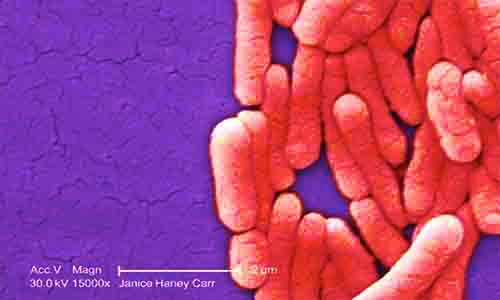 Acc.V Magn 2 µm
30.0 kV 15000x Janice Haney Carr